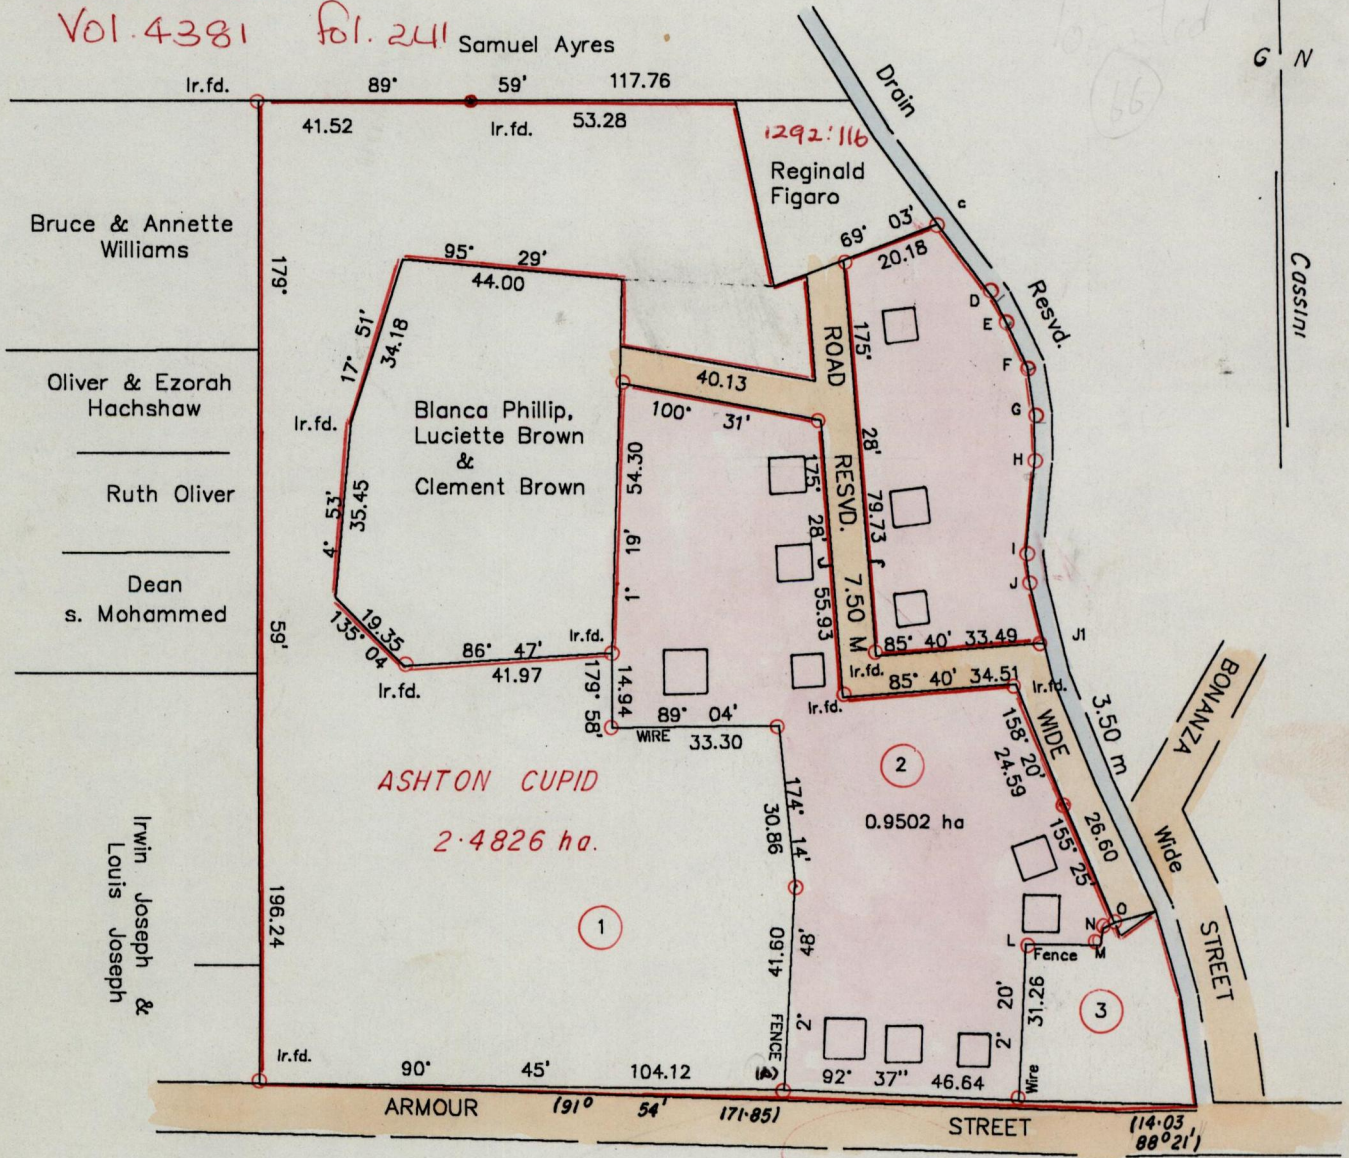 Vol. 4381 fol. 241
Samuel Ayres
G N
Cassini
Ir.fd.
89° 59' 117.76
41.52
Ir.fd.
53.28
Drain
1292:116
Reginald
Figaro
Bruce & Annette
Williams
179°
59'
196.24
95° 29'
44.00
17° 51'
34.18
Ir.fd.
4° 53'
35.45
Blanca Phillip,
Luciette Brown
&
Clement Brown
Oliver & Ezorah
Hachshaw
Ruth Oliver
Dean
s. Mohammed
19.35
135° 04
Ir.fd.
86° 47'
41.97
Ir.fd.
69° 03'
20.18
C
D
E
F
G
H
I
J
J1
Resvd.
ROAD
RESVD.
7.50 M
WIDE
175°
28'
79.73
40.13
100° 31'
54.30
19'
1°
175°
28'
55.93
85° 40' 33.49
Ir.fd.
85° 40' 34.51
Ir.fd.
Ir.fd.
179° 58'
14.94
89° 04'
WIRE 33.30
ASHTON CUPID
2.4826 ha.
1
2
0.9502 ha
174° 14'
30.86
158° 20'
24.59
155° 25'
26.60
3.50 m
Wide
BONANZA
STREET
Irwin Joseph &
Louis Joseph
41.60
48'
2°
FENCE
L
Fence
M
N
O
2° 20'
31.26
Wire
3
Ir.fd.
90° 45' 104.12
92° 37" 46.64
ARMOUR (91° 54' 171.85) STREET
(14.03
88°21')